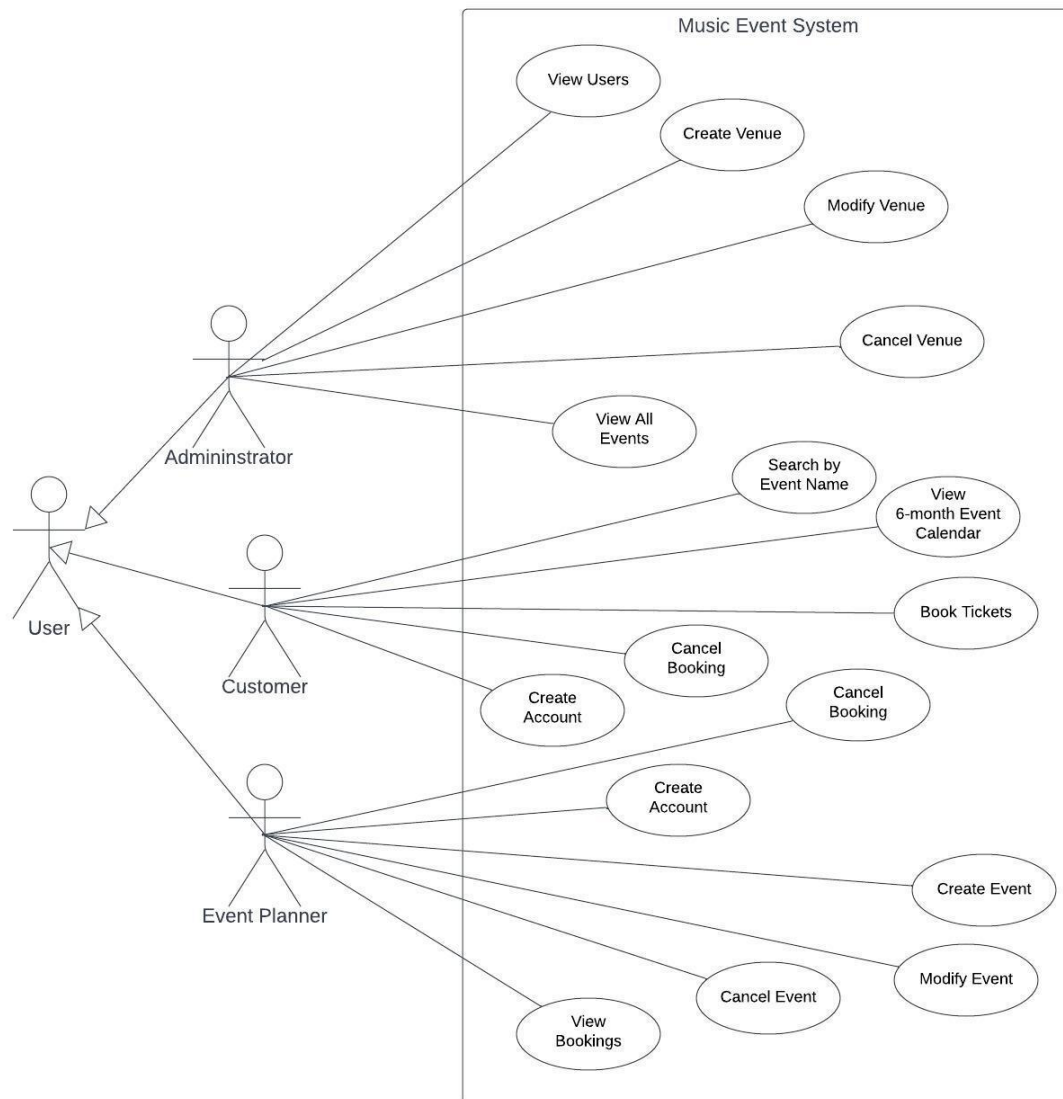 Music Event System
View Users
Create Venue
Modify Venue
Cancel Venue
View All
Events
Admininstrator
Search by
Event Name
View
6-month Event
Calendar
User
Book Tickets
Cancel
Booking
Customer
Create
Account
Cancel
Booking
Create
Account
Create Event
Event Planner
Modify Event
Cancel Event
View
Bookings